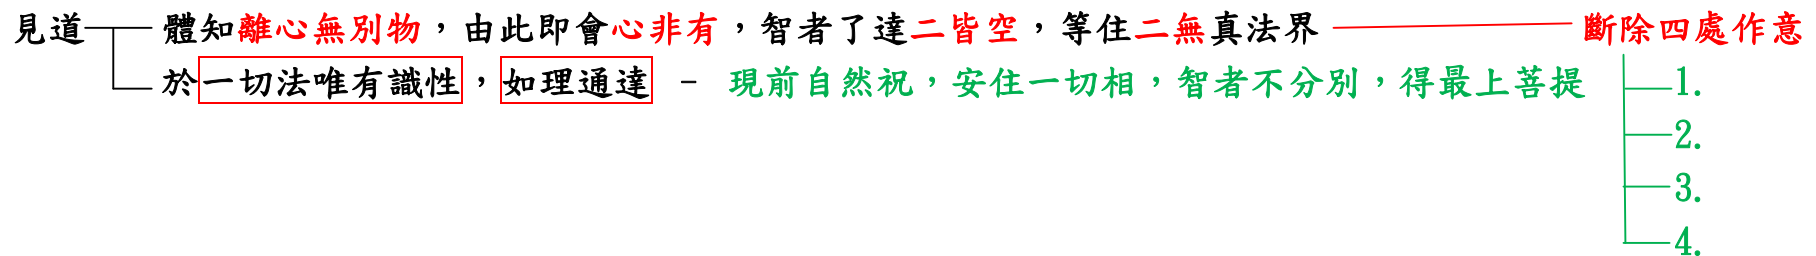 見道 體知離心無別物，由此即會心非有，智者了達二皆空，等住二無真法界 斷除四處作意
於一切法唯有識性，如理通達 - 現前自然祝，安住一切相，智者不分別，得最上菩提 1.
2.
3.
4.